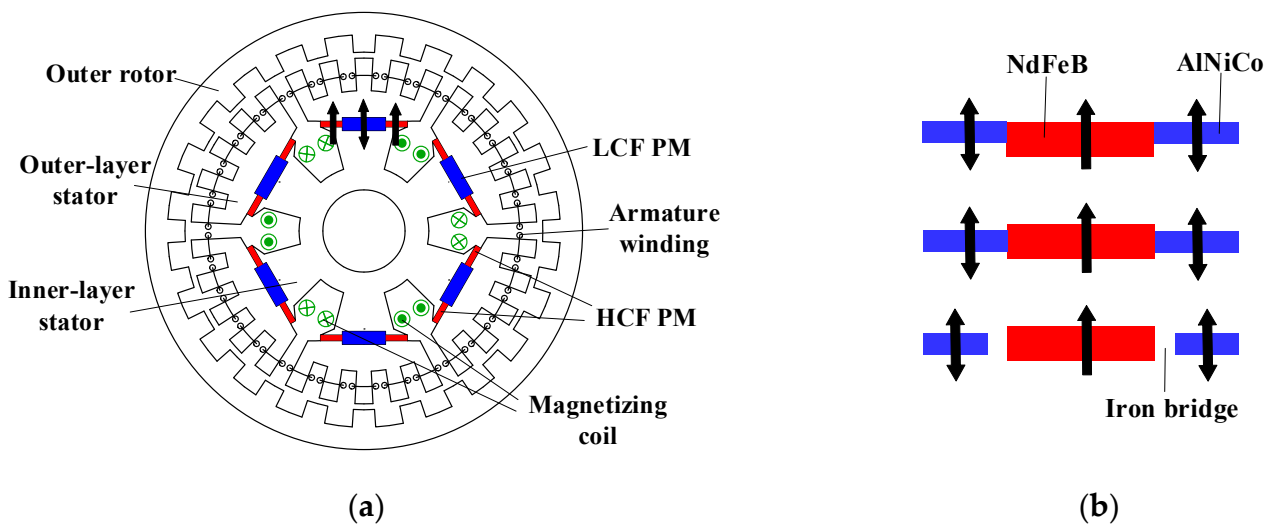 Outer rotor
Outer-layer
stator
Inner-layer
stator
LCF PM
Armature
winding
HCF PM
Magnetizing
coil
(a)
NdFeB
AlNiCo
Iron bridge
(b)